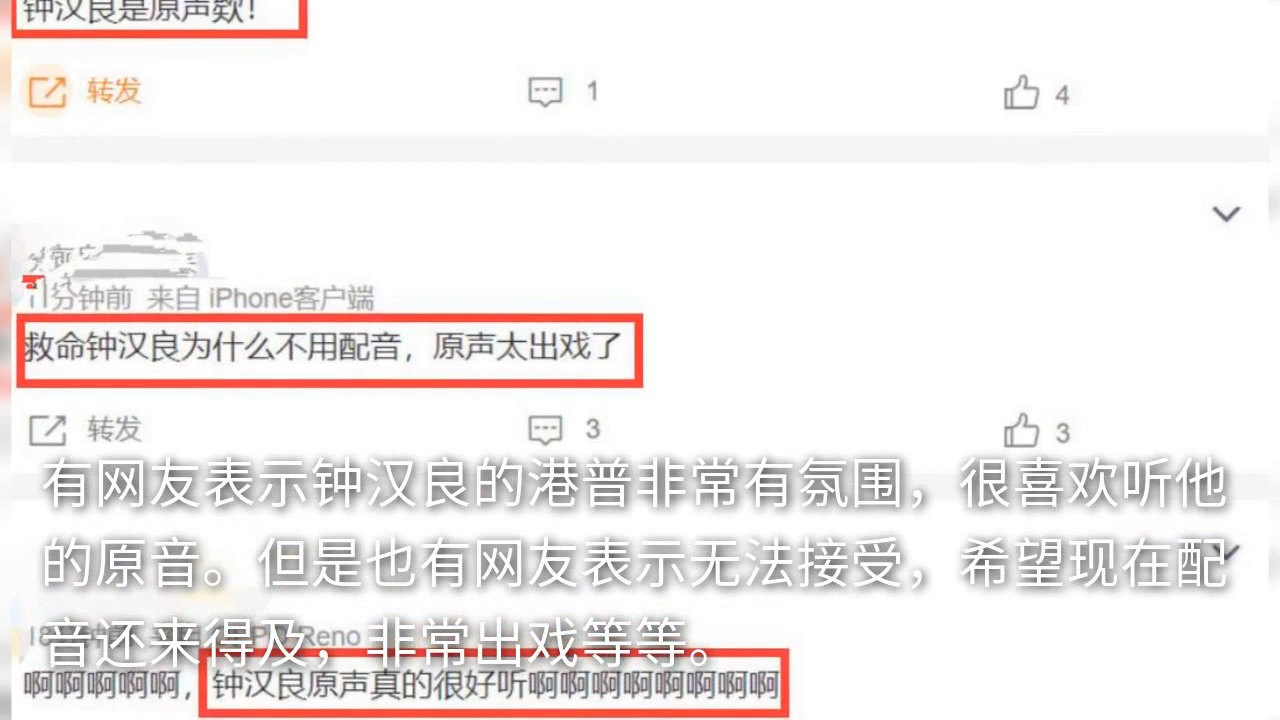 钟汉良是原声欸！
转发 1 4
11分钟前 来自 iPhone客户端
救命钟汉良为什么不用配音，原声太出戏了
转发 3 3
有网友表示钟汉良的港普非常有氛围，很喜欢听他
的原音。但是也有网友表示无法接受，希望现在配
音还来得及，非常出戏等等。
Reno
啊啊啊啊啊，钟汉良原声真的很好听啊啊啊啊啊啊啊啊